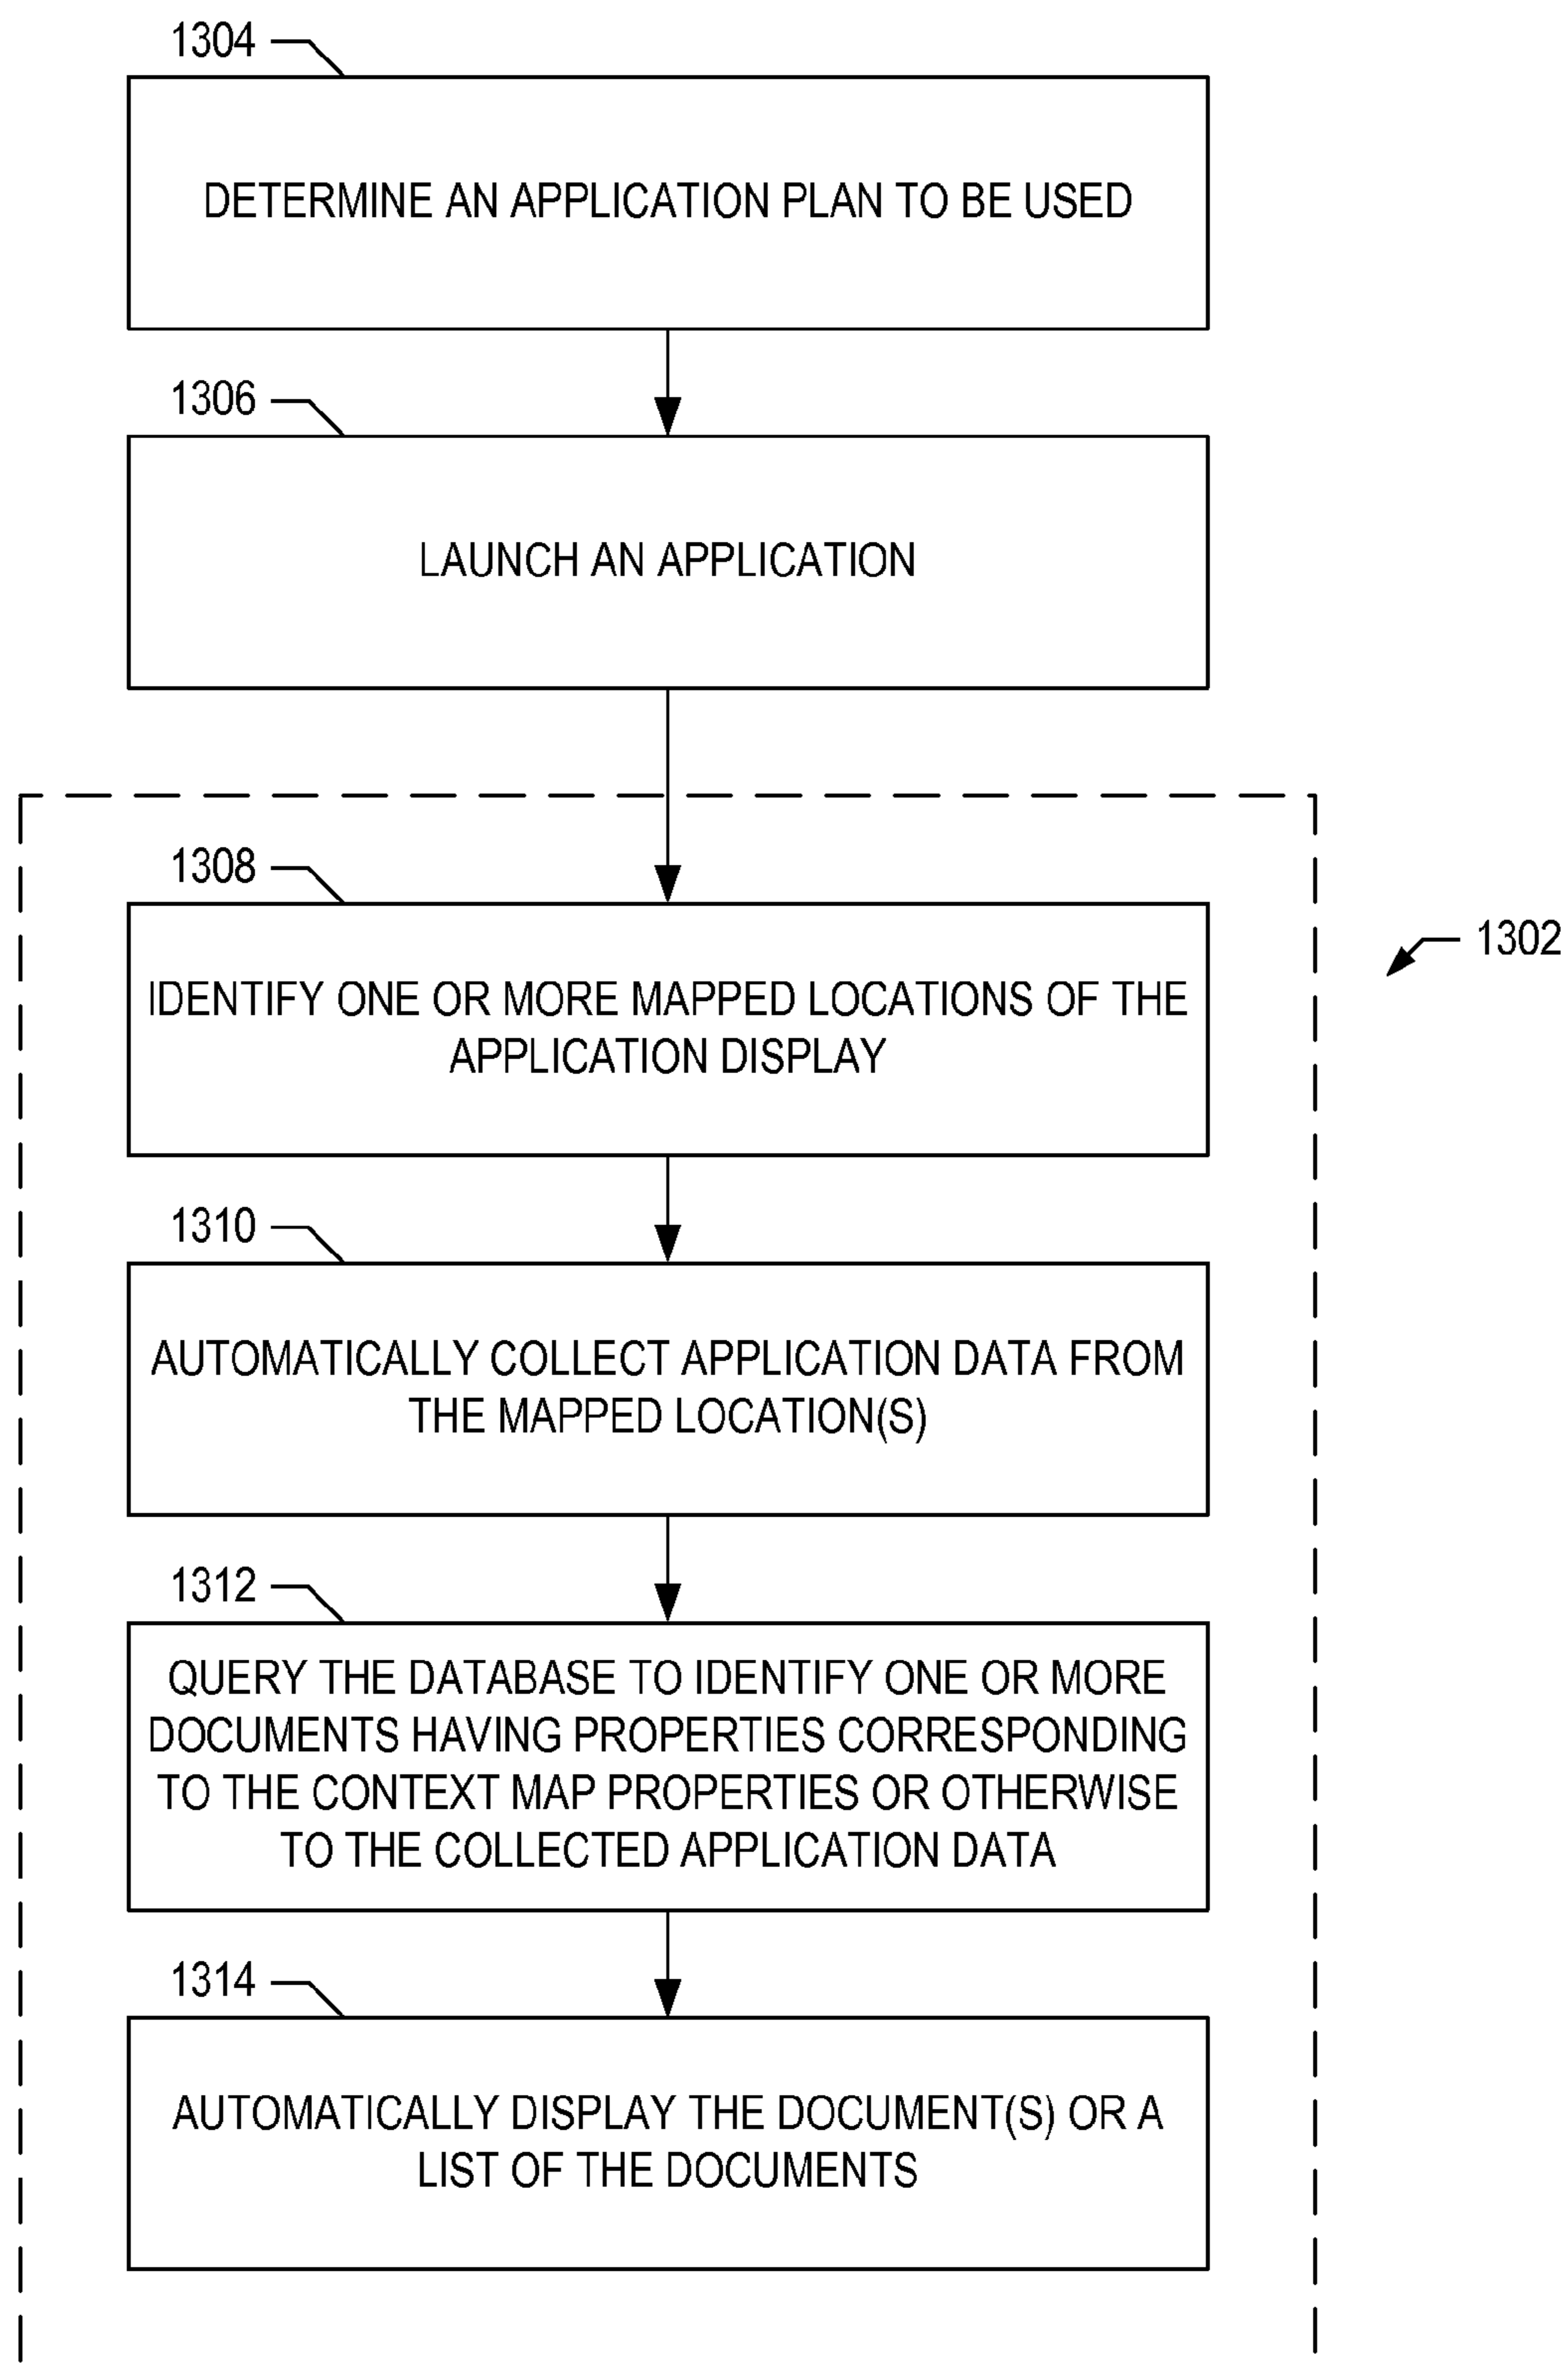 1304
DETERMINE AN APPLICATION PLAN TO BE USED
1306
LAUNCH AN APPLICATION
1308
IDENTIFY ONE OR MORE MAPPED LOCATIONS OF THE
APPLICATION DISPLAY
1302
1310
AUTOMATICALLY COLLECT APPLICATION DATA FROM
THE MAPPED LOCATION(S)
1312
QUERY THE DATABASE TO IDENTIFY ONE OR MORE
DOCUMENTS HAVING PROPERTIES CORRESPONDING
TO THE CONTEXT MAP PROPERTIES OR OTHERWISE
TO THE COLLECTED APPLICATION DATA
1314
AUTOMATICALLY DISPLAY THE DOCUMENT(S) OR A
LIST OF THE DOCUMENTS